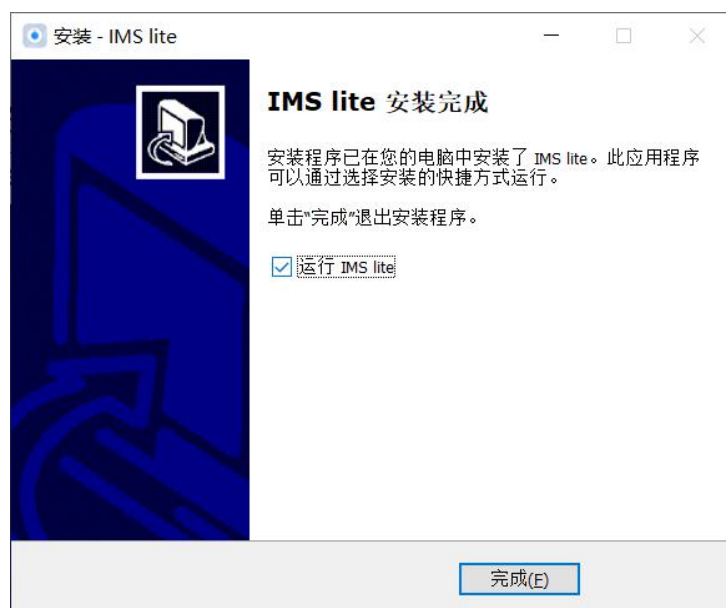 安装 - IMS lite
IMS lite 安装完成
安装程序已在您的电脑中安装了 IMS lite。此应用程序
可以通过选择安装的快捷方式运行。
单击“完成”退出安装程序。
运行 IMS lite
完成(F)